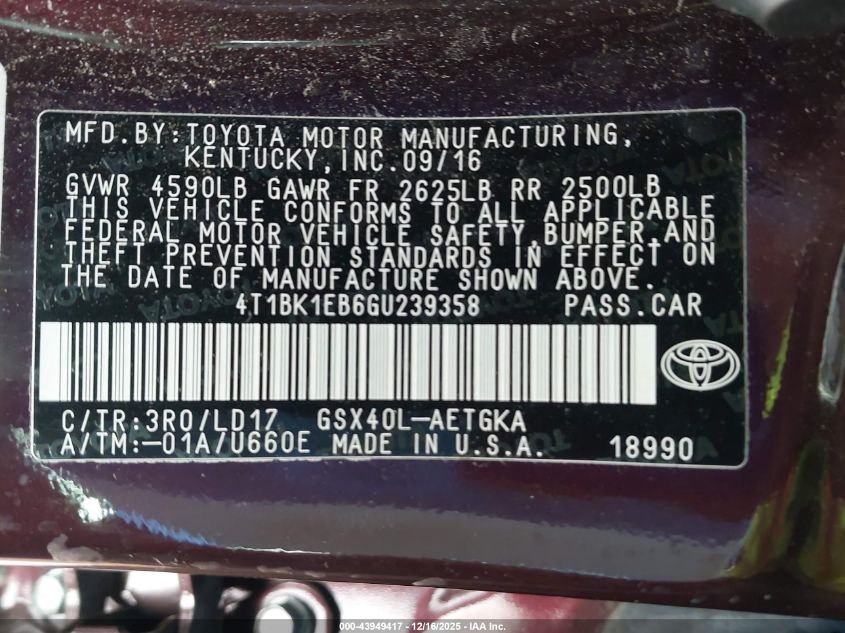 MFD.BY:TOYOTA MOTOR MANUFACTURING,
KENTUCKY,INC.09/16
GVWR 4590LB GAWR FR 2625LB RR 2500LB
THIS VEHICLE CONFORMS TO ALL APPLICABLE
FEDERAL MOTOR VEHICLE SAFETY,BUMPER,AND
THEFT PREVENTION STANDARDS IN EFFECT ON
THE DATE OF MANUFACTURE SHOWN ABOVE.
4T1BK1EB6GU239358 PASS.CAR
C/TR:3R0/LD17 GSX40L-AETGKA
A/TM:-01A/U660E MADE IN U.S.A. 18990
000-43949417 - 12/16/2025 - IAA Inc.